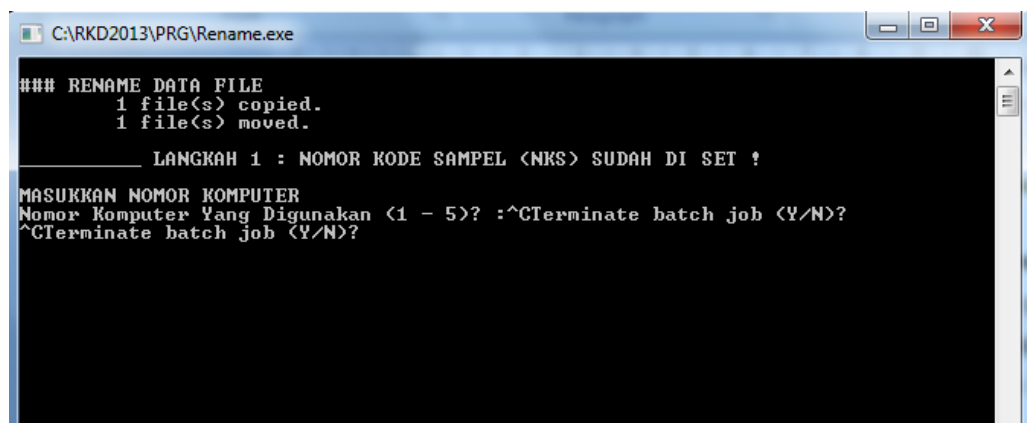 C:\RKD2013\PRG\Rename.exe
### RENAME DATA FILE
1 file(s) copied.
1 file(s) moved.
__________ LANGKAH 1 : NOMOR KODE SAMPEL (NKS) SUDAH DI SET !
MASUKKAN NOMOR KOMPUTER
Nomor Komputer Yang Digunakan (1 - 5)? :^CTerminate batch job (Y/N)?
^CTerminate batch job (Y/N)?